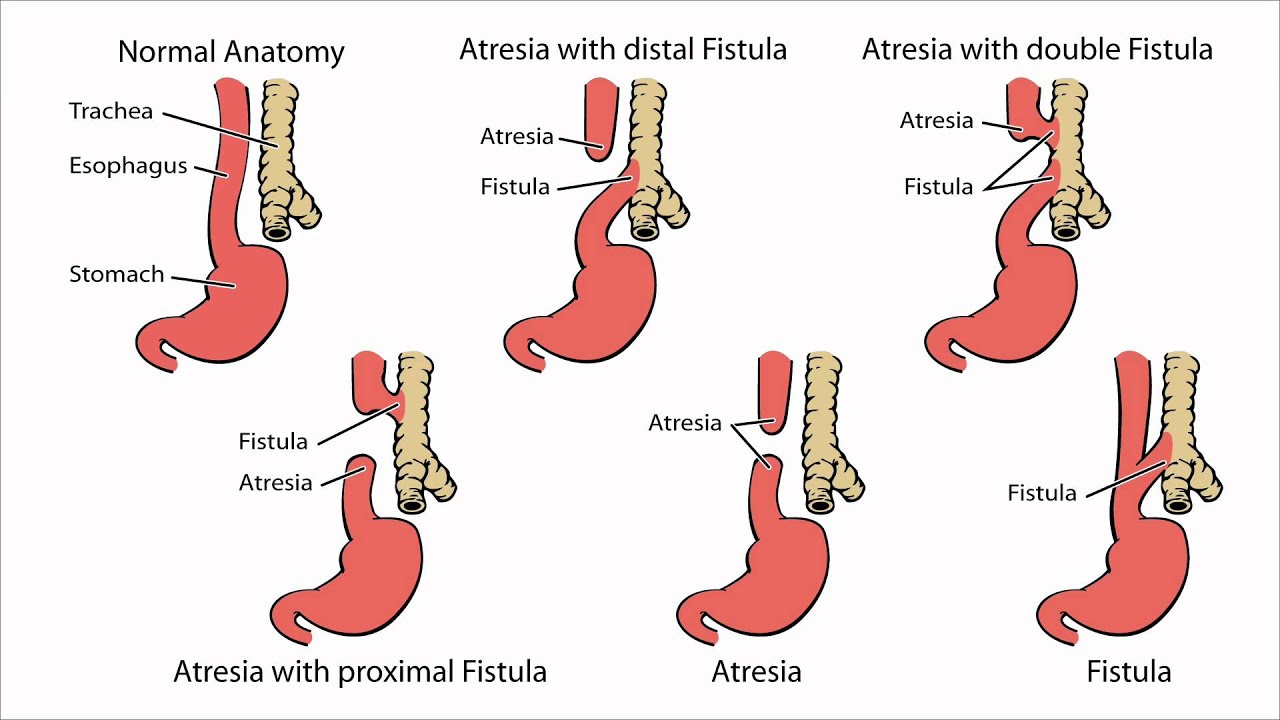 Normal Anatomy
Trachea
Esophagus
Stomach
Atresia with distal Fistula
Atresia
Fistula
Atresia with double Fistula
Atresia
Fistula
Fistula
Atresia
Atresia with proximal Fistula
Atresia
Atresia
Fistula
Fistula